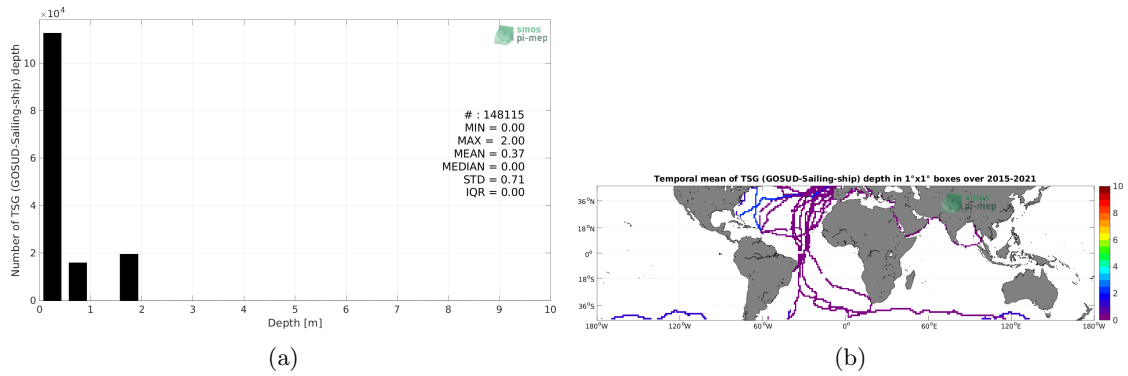 ×10⁴
10
8
6
4
2
0
Number of TSG (GOSUD-Sailing-ship) depth
smos
pi-mep
# : 148115
MIN = 0.00
MAX = 2.00
MEAN = 0.37
MEDIAN = 0.00
STD = 0.71
IQR = 0.00
0 1 2 3 4 5 6 7 8 9 10
Depth [m]
(a)
Temporal mean of TSG (GOSUD-Sailing-ship) depth in 1°x1° boxes over 2015-2021
smos
pi-mep
36°N
18°N
0°
18°S
36°S
180°W 120°W 60°W 0° 60°E 120°E 180°W
10
8
6
4
2
0
(b)